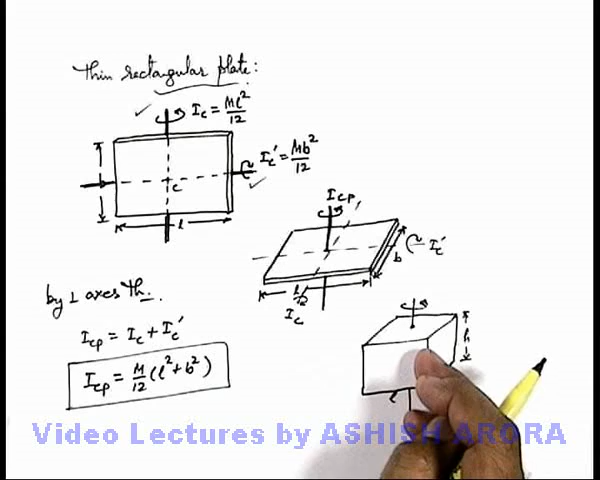 Thin rectangular plate:
I_c = Ml²/12
I_c' = Mb²/12
c
l
I_cp
I_c'
b
l
I_c
by ⊥ axes Th.
I_cp = I_c + I_c'
I_cp = M/12 (l² + b²)
h
l
Video Lectures by ASHISH ARORA